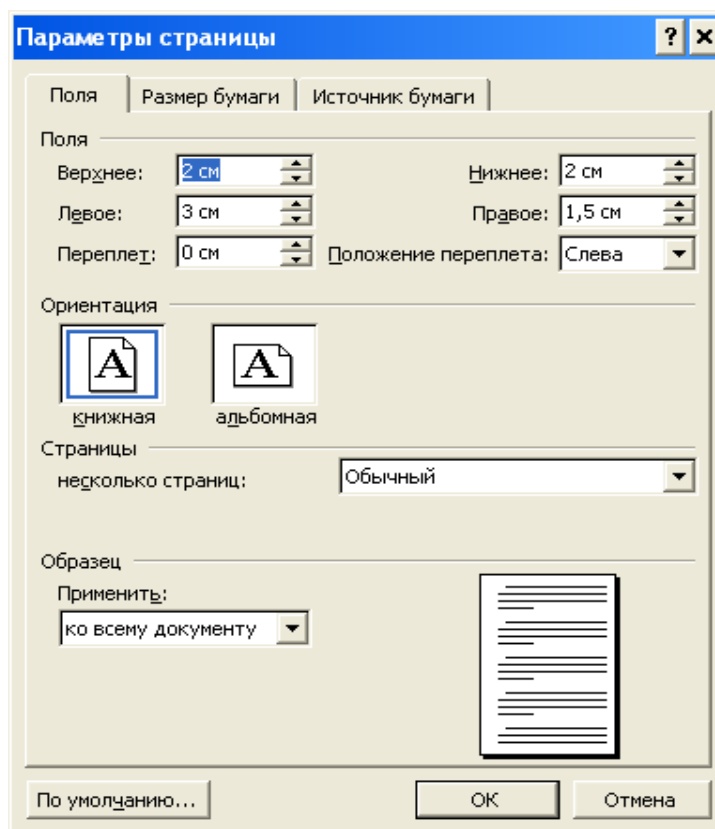 Параметры страницы
Поля Размер бумаги Источник бумаги
Поля
Верхнее: 2 см Нижнее: 2 см
Левое: 3 см Правое: 1,5 см
Переплет: 0 см Положение переплета: Слева
Ориентация
A A
книжная альбомная
Страницы
несколько страниц: Обычный
Образец
Применить:
ко всему документу
По умолчанию... ОК Отмена